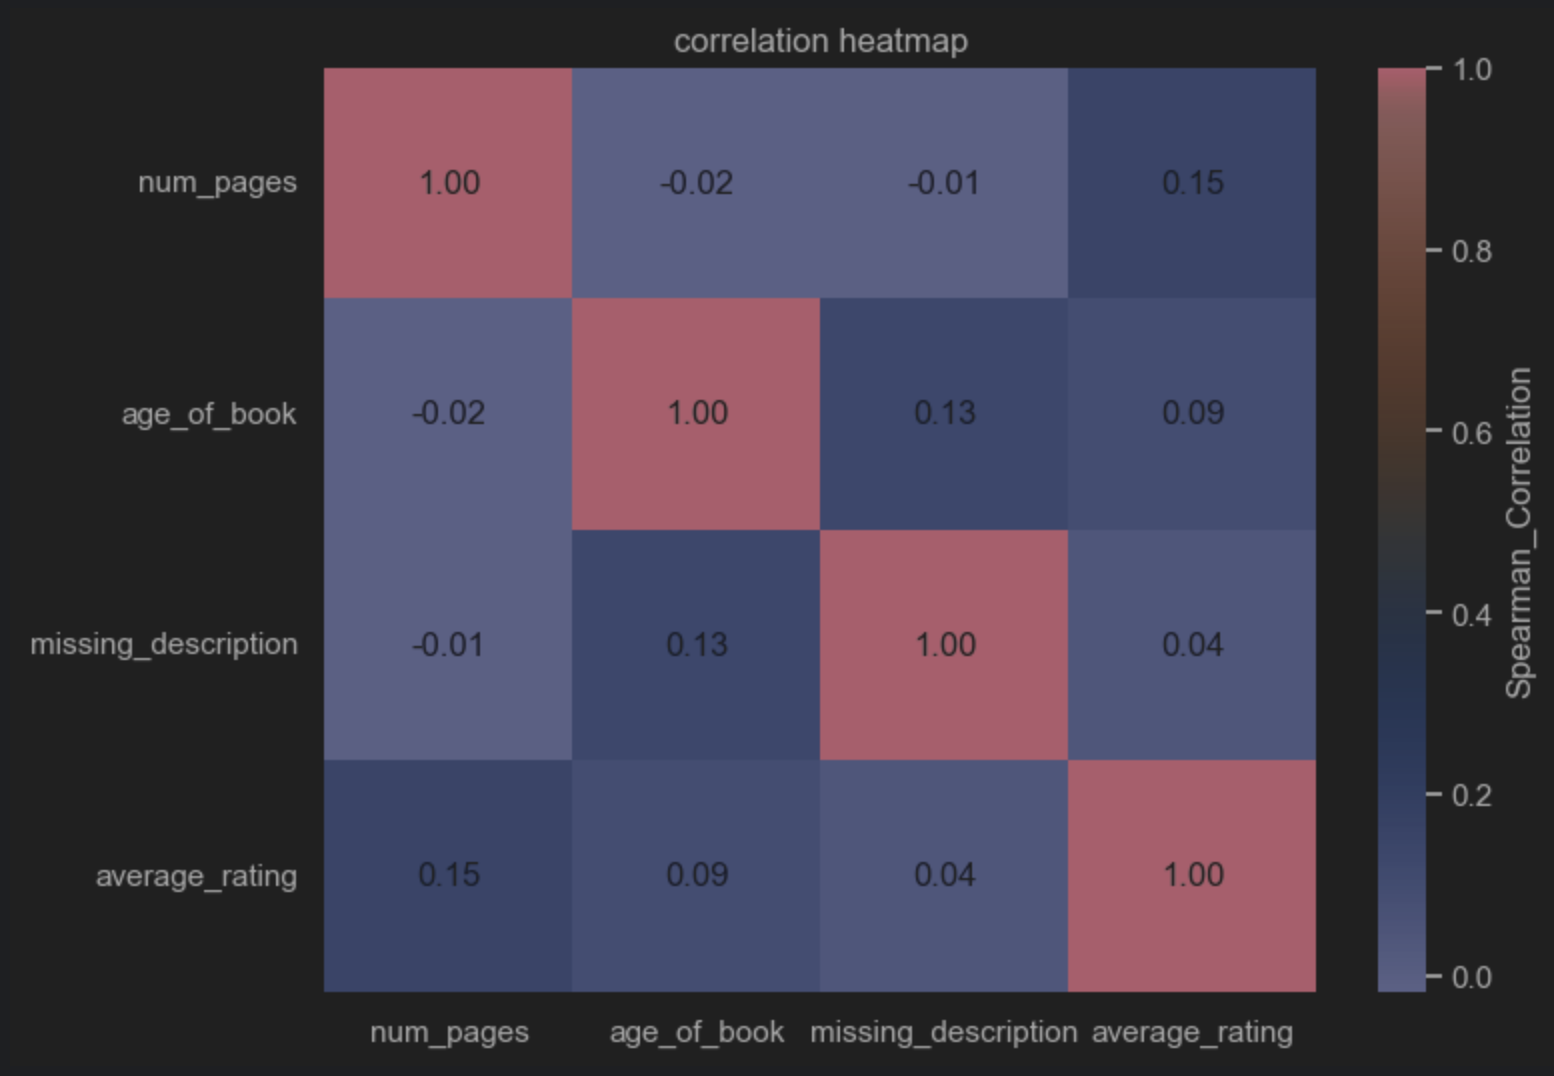 correlation heatmap
num_pages 1.00 -0.02 -0.01 0.15
age_of_book -0.02 1.00 0.13 0.09
missing_description -0.01 0.13 1.00 0.04
average_rating 0.15 0.09 0.04 1.00
num_pages age_of_book missing_description average_rating
1.0
0.8
0.6
0.4
0.2
0.0
Spearman_Correlation